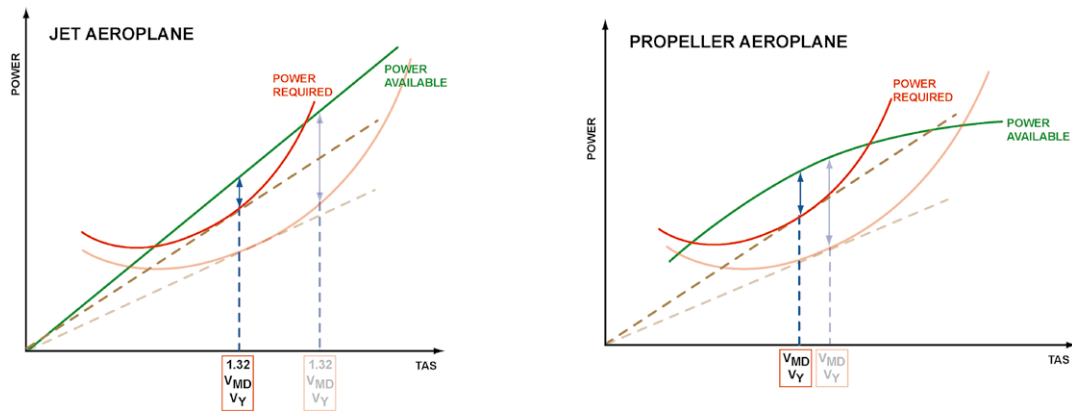 JET AEROPLANE
POWER
POWER
REQUIRED
POWER
AVAILABLE
1.32
VMD
VY
1.32
VMD
VY
TAS
PROPELLER AEROPLANE
POWER
POWER
REQUIRED
POWER
AVAILABLE
VMD
VY
VMD
VY
TAS